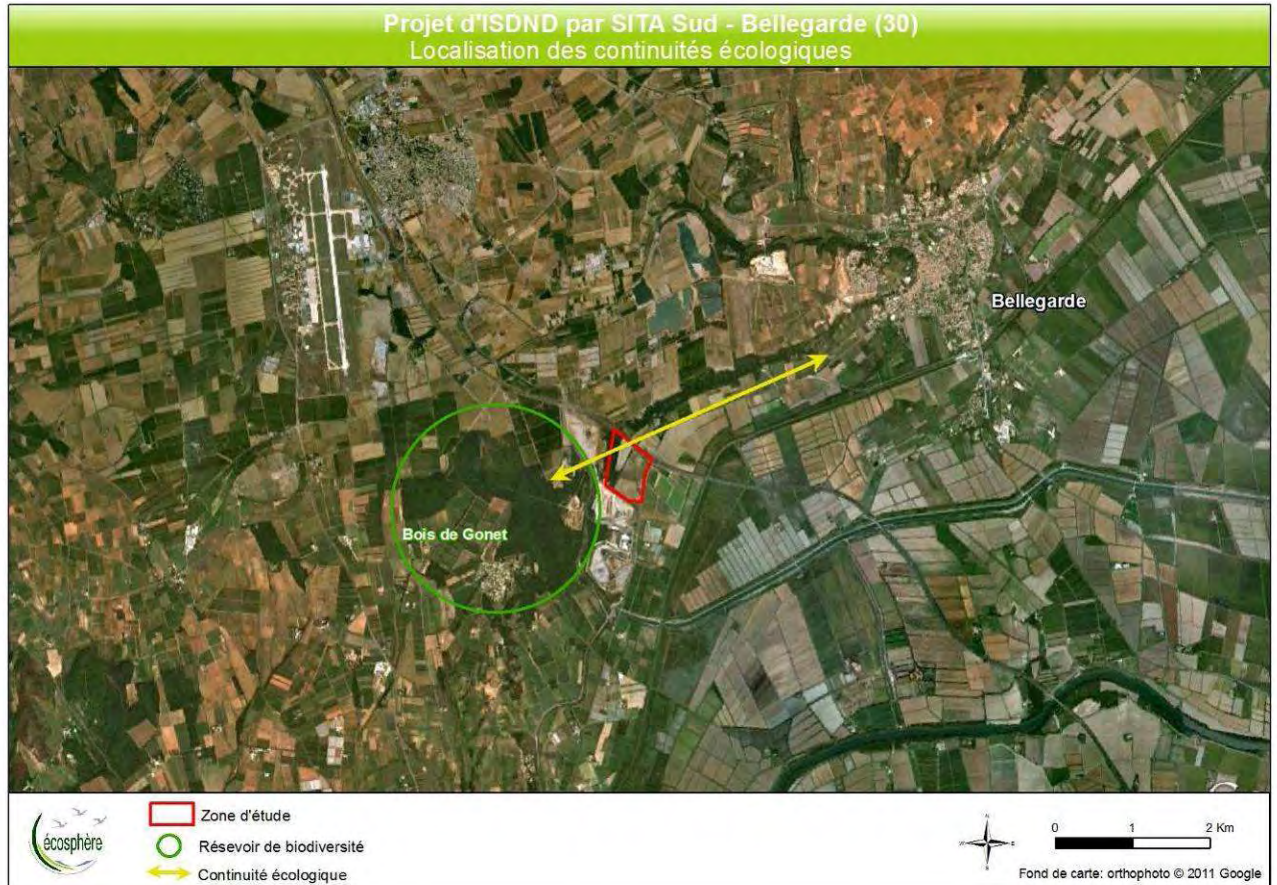 Projet d'ISDND par SITA Sud - Bellegarde (30)
Localisation des continuités écologiques
Bellegarde
Bois de Gonet
écosphère
Zone d'étude
Résevoir de biodiversité
Continuité écologique
0 1 2 Km
Fond de carte: orthophoto © 2011 Google